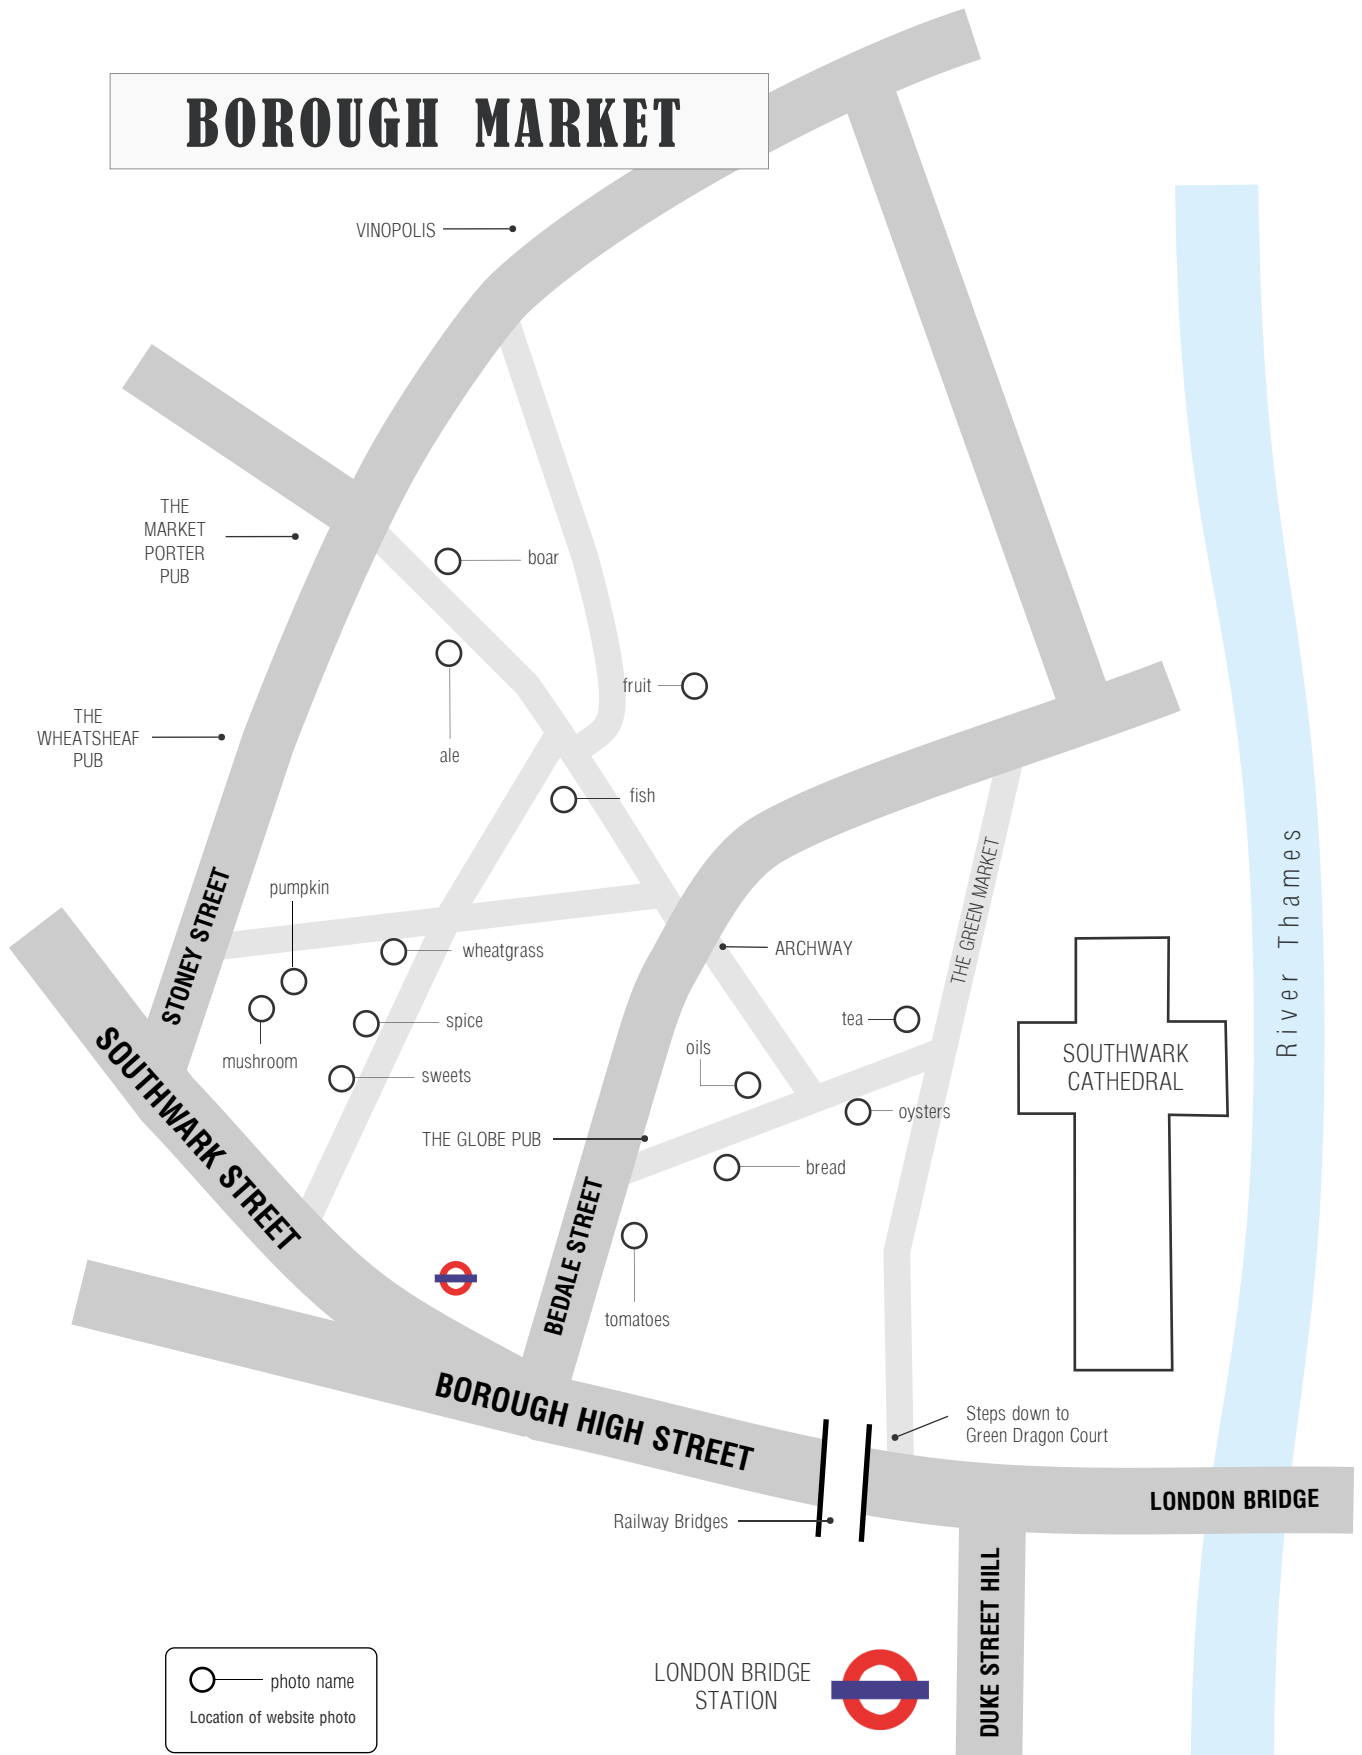 BOROUGH MARKET
VINOPOLIS
THE
MARKET
PORTER
PUB
boar
fruit
THE
WHEATSHEAF
PUB
ale
fish
River Thames
THE GREEN MARKET
STONEY STREET
pumpkin
wheatgrass
ARCHWAY
tea
spice
oils
SOUTHWARK
CATHEDRAL
mushroom
sweets
oysters
THE GLOBE PUB
bread
SOUTHWARK STREET
BEDALE STREET
tomatoes
BOROUGH HIGH STREET
Steps down to
Green Dragon Court
LONDON BRIDGE
Railway Bridges
DUKE STREET HILL
LONDON BRIDGE
STATION
photo name
Location of website photo